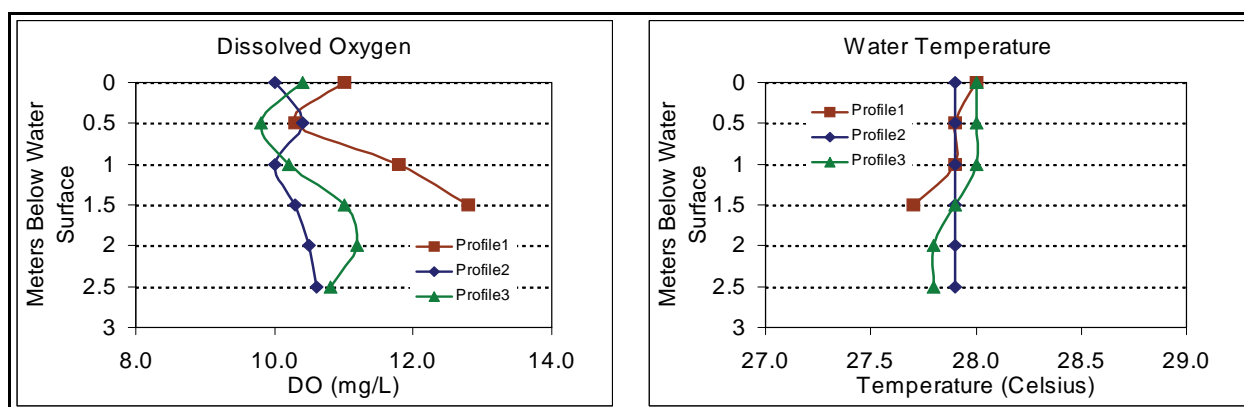 Dissolved Oxygen
Meters Below Water
Surface
0
0.5
1
1.5
2
2.5
3
8.0 10.0 12.0 14.0
DO (mg/L)
Profile1
Profile2
Profile3
Water Temperature
Meters Below Water
Surface
0
0.5
1
1.5
2
2.5
3
27.0 27.5 28.0 28.5 29.0
Temperature (Celsius)
Profile1
Profile2
Profile3